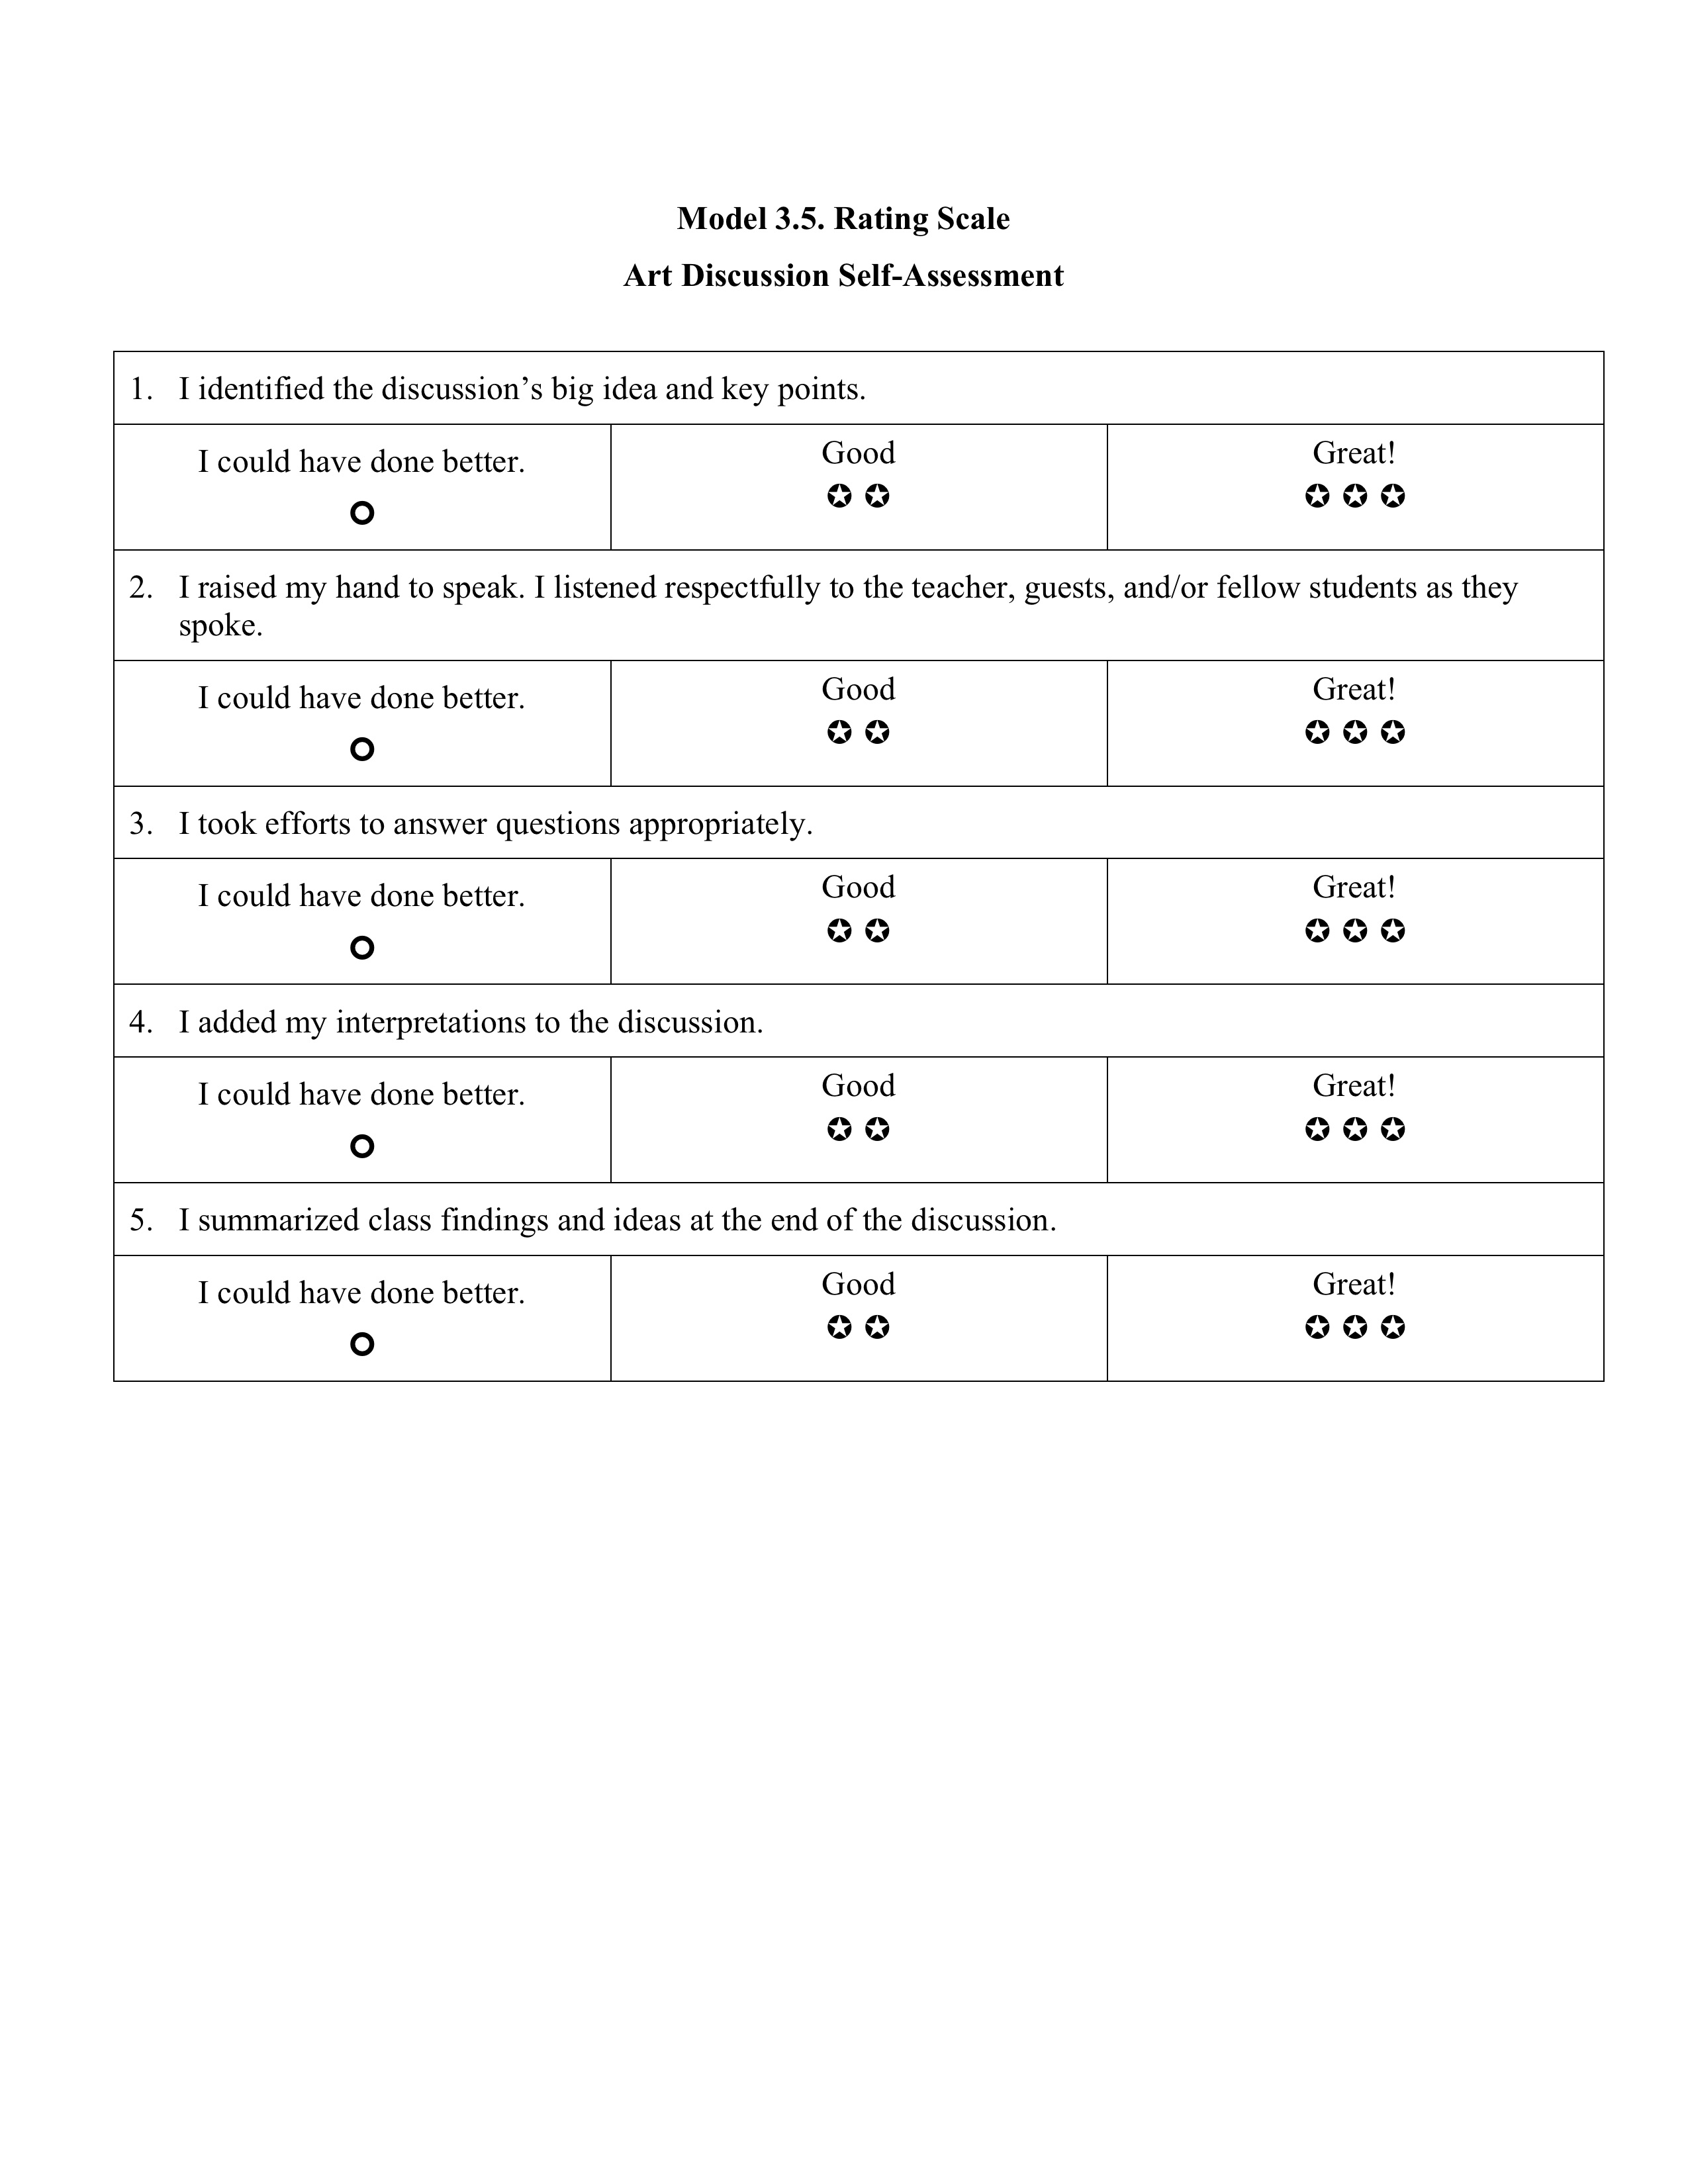 Model 3.5. Rating Scale
Art Discussion Self-Assessment
1. I identified the discussion’s big idea and key points.
I could have done better.
Good
✪ ✪
Great!
✪ ✪ ✪
2. I raised my hand to speak. I listened respectfully to the teacher, guests, and/or fellow students as they
spoke.
I could have done better.
Good
✪ ✪
Great!
✪ ✪ ✪
3. I took efforts to answer questions appropriately.
I could have done better.
Good
✪ ✪
Great!
✪ ✪ ✪
4. I added my interpretations to the discussion.
I could have done better.
Good
✪ ✪
Great!
✪ ✪ ✪
5. I summarized class findings and ideas at the end of the discussion.
I could have done better.
Good
✪ ✪
Great!
✪ ✪ ✪